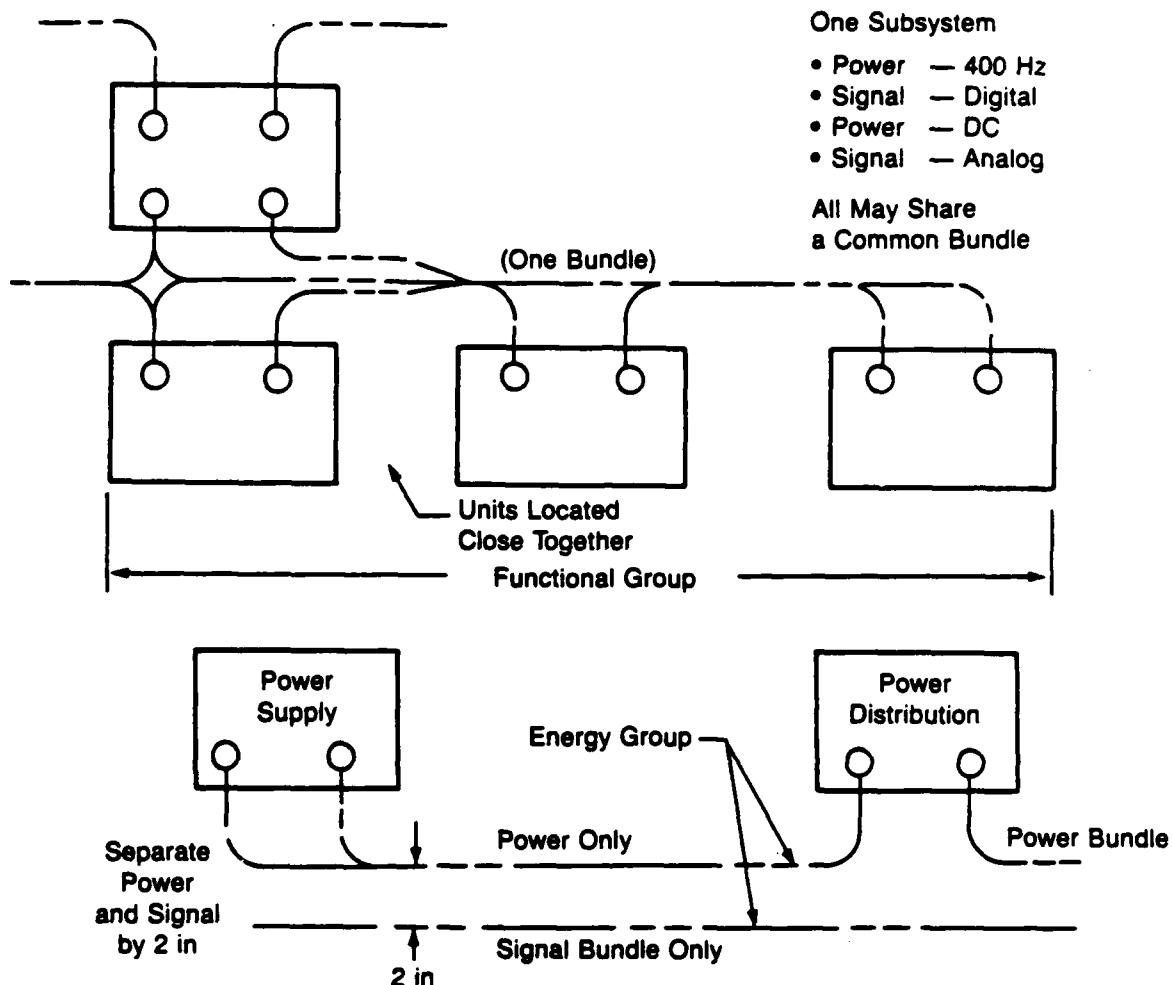 One Subsystem
• Power — 400 Hz
• Signal — Digital
• Power — DC
• Signal — Analog
All May Share
a Common Bundle
(One Bundle)
Units Located
Close Together
Functional Group
Power
Supply
Power
Distribution
Energy Group
Power Only
Power Bundle
Separate
Power
and Signal
by 2 in
Signal Bundle Only
2 in